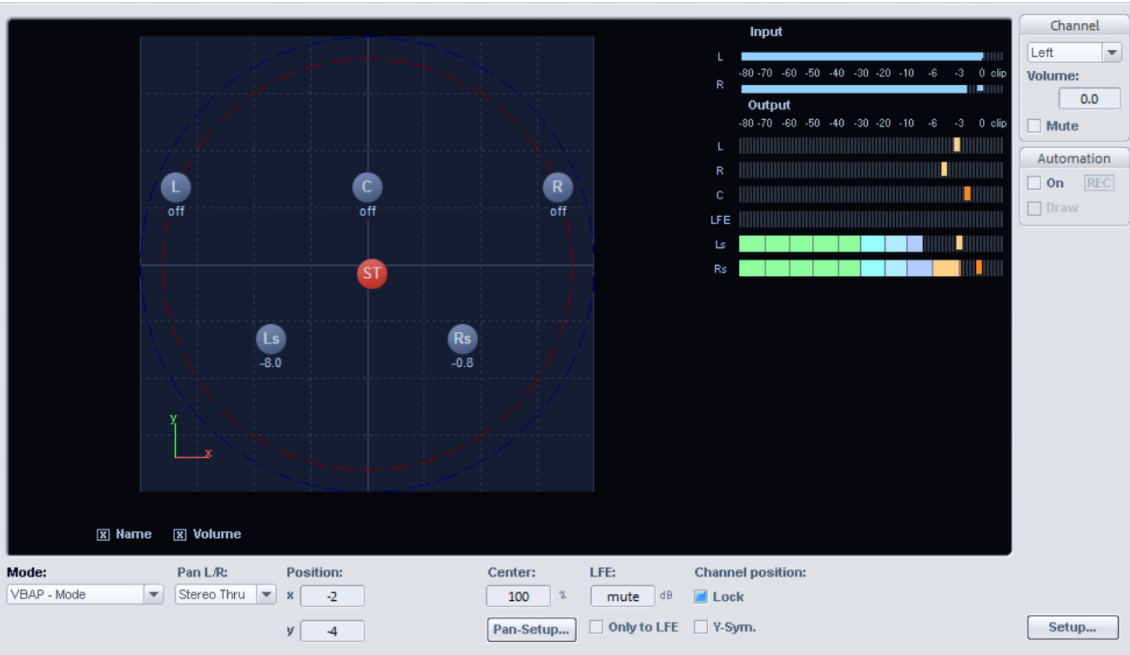 Input
L
-80 -70 -60 -50 -40 -30 -20 -10 -6 -3 0 clip
R
Output
-80 -70 -60 -50 -40 -30 -20 -10 -6 -3 0 clip
L
R
C
LFE
Ls
Rs
L C R
off off off
ST
Ls Rs
-8.0 -0.8
y
x
x Name x Volume
Channel
Left
Volume:
0.0
Mute
Automation
On REC
Draw
Mode: Pan L/R: Position: Center: LFE: Channel position:
VBAP - Mode Stereo Thru x -2 100 % mute dB Lock
y -4 Pan-Setup... Only to LFE Y-Sym. Setup...